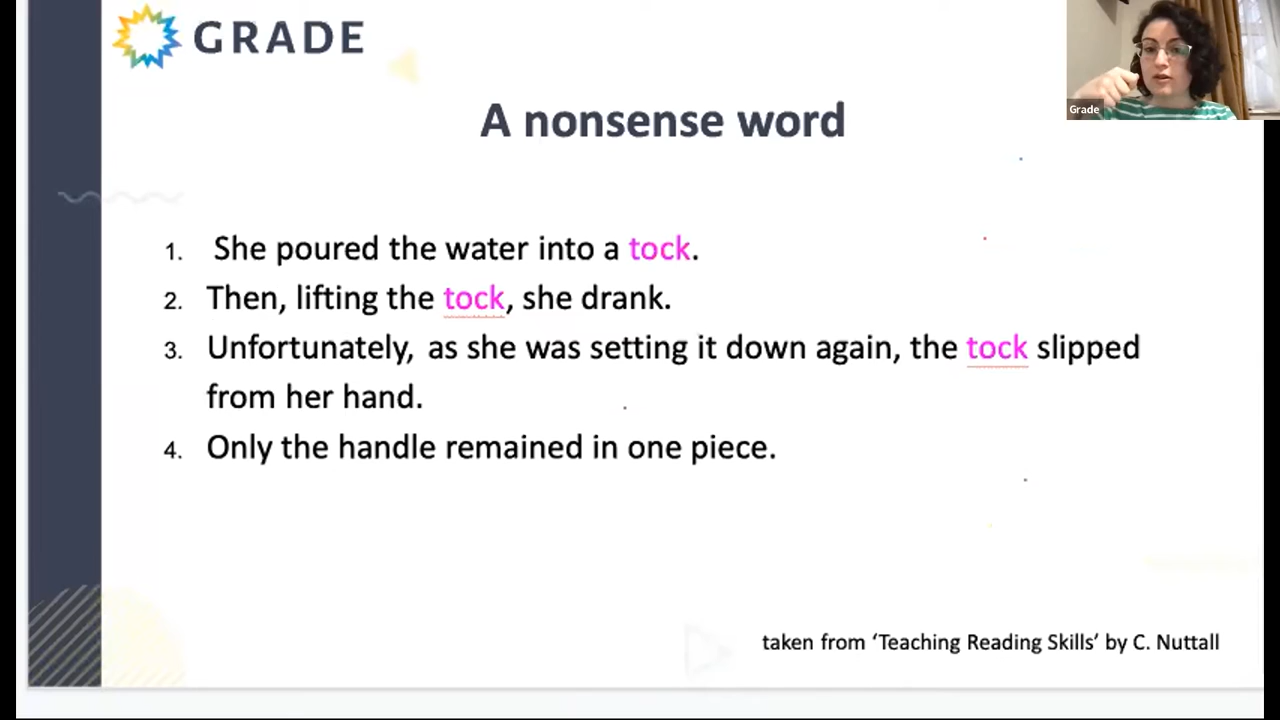 GRADE
Grade
A nonsense word
1. She poured the water into a tock.
2. Then, lifting the tock, she drank.
3. Unfortunately, as she was setting it down again, the tock slipped
from her hand.
4. Only the handle remained in one piece.
taken from ‘Teaching Reading Skills’ by C. Nuttall